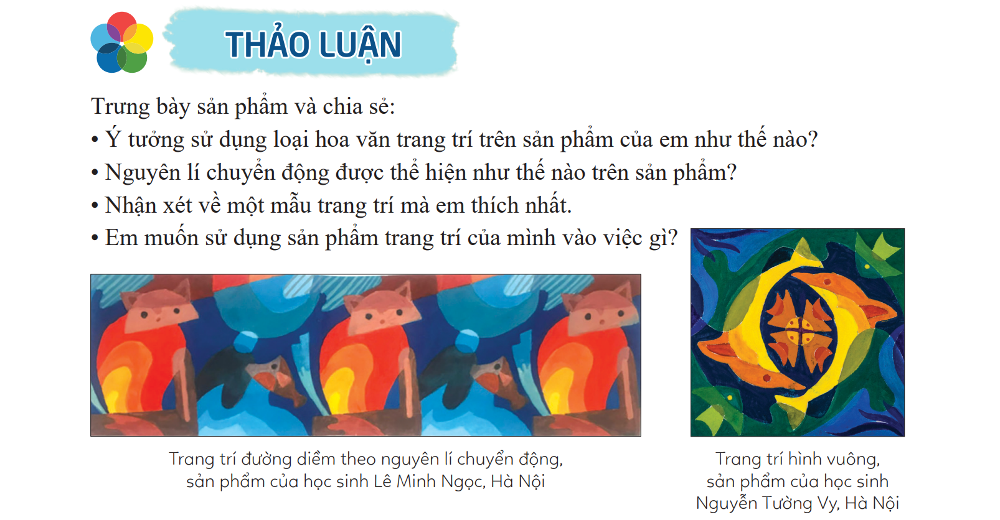 THẢO LUẬN
Trưng bày sản phẩm và chia sẻ:
• Ý tưởng sử dụng loại hoa văn trang trí trên sản phẩm của em như thế nào?
• Nguyên lí chuyển động được thể hiện như thế nào trên sản phẩm?
• Nhận xét về một mẫu trang trí mà em thích nhất.
• Em muốn sử dụng sản phẩm trang trí của mình vào việc gì?
Trang trí đường diềm theo nguyên lí chuyển động,
sản phẩm của học sinh Lê Minh Ngọc, Hà Nội
Trang trí hình vuông,
sản phẩm của học sinh
Nguyễn Tường Vy, Hà Nội